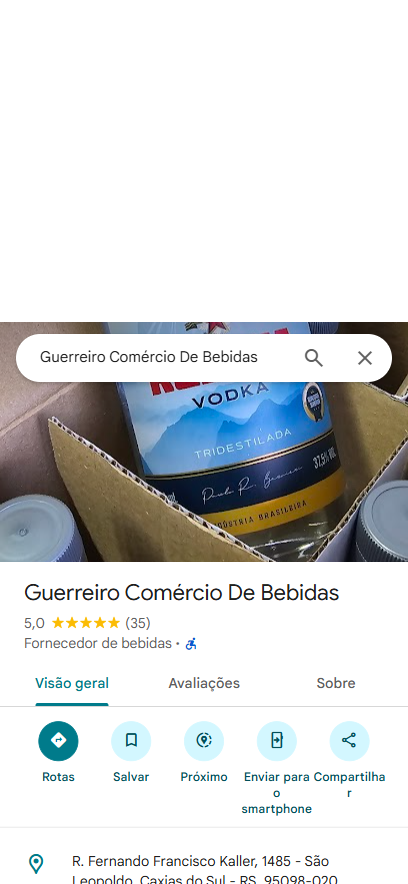 Guerreiro Comércio De Bebidas
VODKA
TRIDESTILADA
37,5%
INDÚSTRIA BRASILEIRA
Guerreiro Comércio De Bebidas
5,0 ★★★★★ (35)
Fornecedor de bebidas ·
Visão geral Avaliações Sobre
Rotas Salvar Próximo Enviar para o smartphone Compartilhar
R. Fernando Francisco Kaller, 1485 - São
Leopoldo, Caxias do Sul - RS, 95098-020